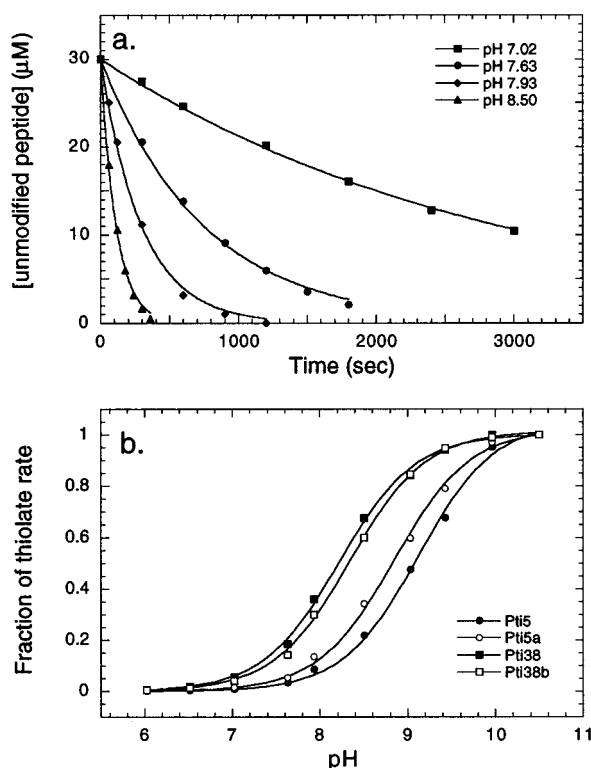 a.
[unmodified peptide] (µM)
40
30
20
10
0
pH 7.02
pH 7.63
pH 7.93
pH 8.50
0 1000 2000 3000
Time (sec)
b.
Fraction of thiolate rate
1
0.8
0.6
0.4
0.2
0
Pti5
Pti5a
Pti38
Pti38b
6 7 8 9 10 11
pH